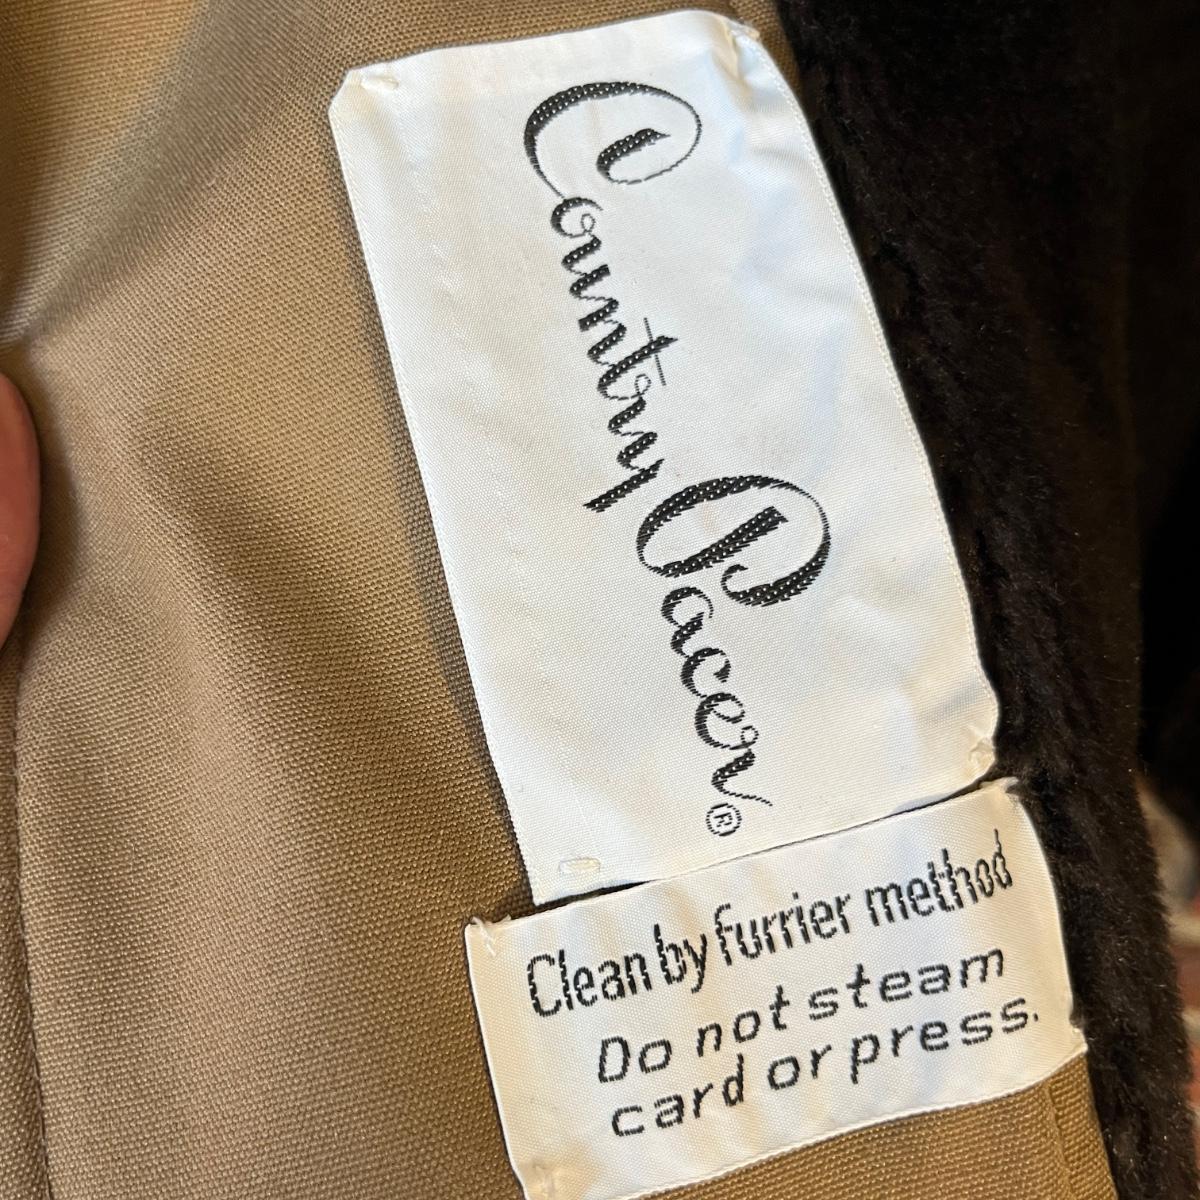 Country Pacer®
Clean by furrier method
Do not steam
card or press.